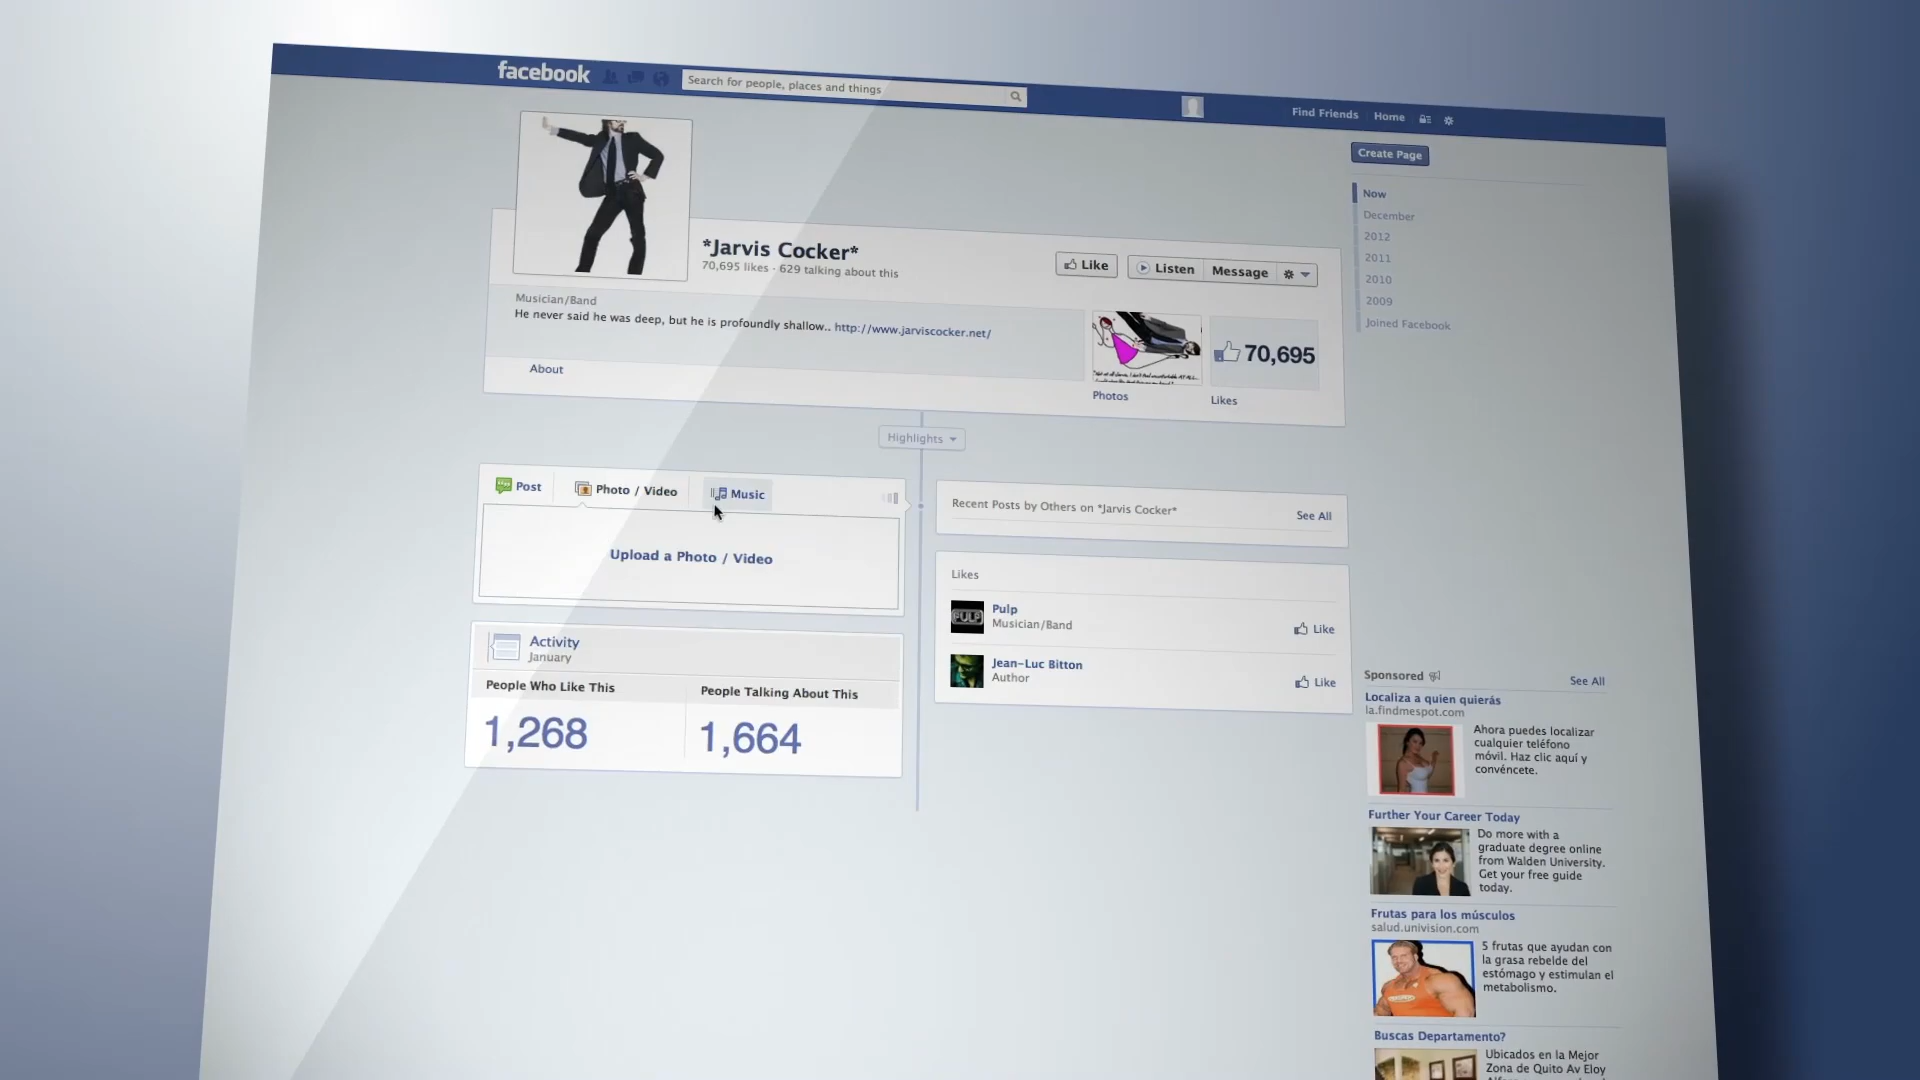 facebook
Search for people, places and things
Find Friends
Home
Create Page
Now
December
2012
2011
2010
2009
Joined Facebook
*Jarvis Cocker*
70,695 likes · 629 talking about this
Like
Listen
Message
Musician/Band
He never said he was deep, but he is profoundly shallow.. http://www.jarviscocker.net/
About
Photos
70,695
Likes
Highlights
Post
Photo / Video
Music
Upload a Photo / Video
Recent Posts by Others on *Jarvis Cocker*
See All
Likes
Pulp
Musician/Band
Like
Jean-Luc Bitton
Author
Like
PULP
Activity
January
People Who Like This
People Talking About This
1,268
1,664
Sponsored
See All
Localiza a quien quierás
la.findmespot.com
Ahora puedes localizar
cualquier teléfono
móvil. Haz clic aquí y
convéncete.
Further Your Career Today
Do more with a
graduate degree online
from Walden University.
Get your free guide
today.
Frutas para los músculos
salud.univision.com
5 frutas que ayudan con
la grasa rebelde del
estómago y estimulan el
metabolismo.
Buscas Departamento?
Ubicados en la Mejor
Zona de Quito Av Eloy